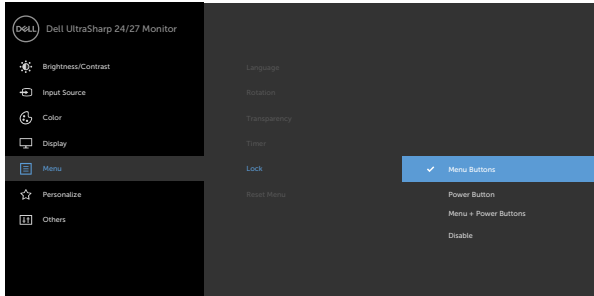 DELL Dell UltraSharp 24/27 Monitor
Brightness/Contrast
Input Source
Color
Display
Menu
Personalize
Others
Language
Rotation
Transparency
Timer
Lock
Reset Menu
Menu Buttons
Power Button
Menu + Power Buttons
Disable